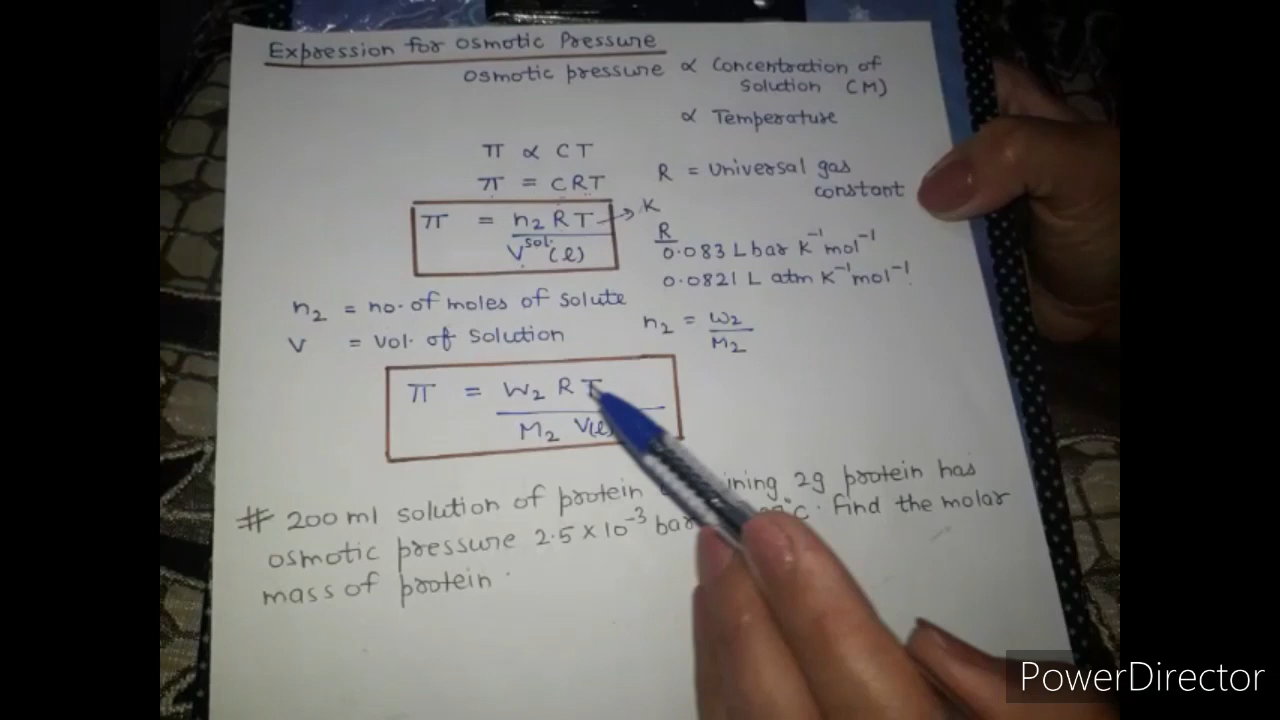 Expression for Osmotic Pressure
Osmotic pressure ∝ Concentration of
Solution (M)
∝ Temperature
π ∝ CT
π = CRT
R = Universal gas
constant
π = n₂ R T → K
V sol. (l)
R
0.083 L bar K⁻¹ mol⁻¹
0.0821 L atm K⁻¹ mol⁻¹
n₂ = no. of moles of solute
V = Vol. of Solution
n₂ = W₂
M₂
π = W₂ R T
M₂ V(l)
# 200 ml solution of protein 2g protein has
osmotic pressure 2.5 × 10⁻³ bar °C. Find the molar
mass of protein.
PowerDirector